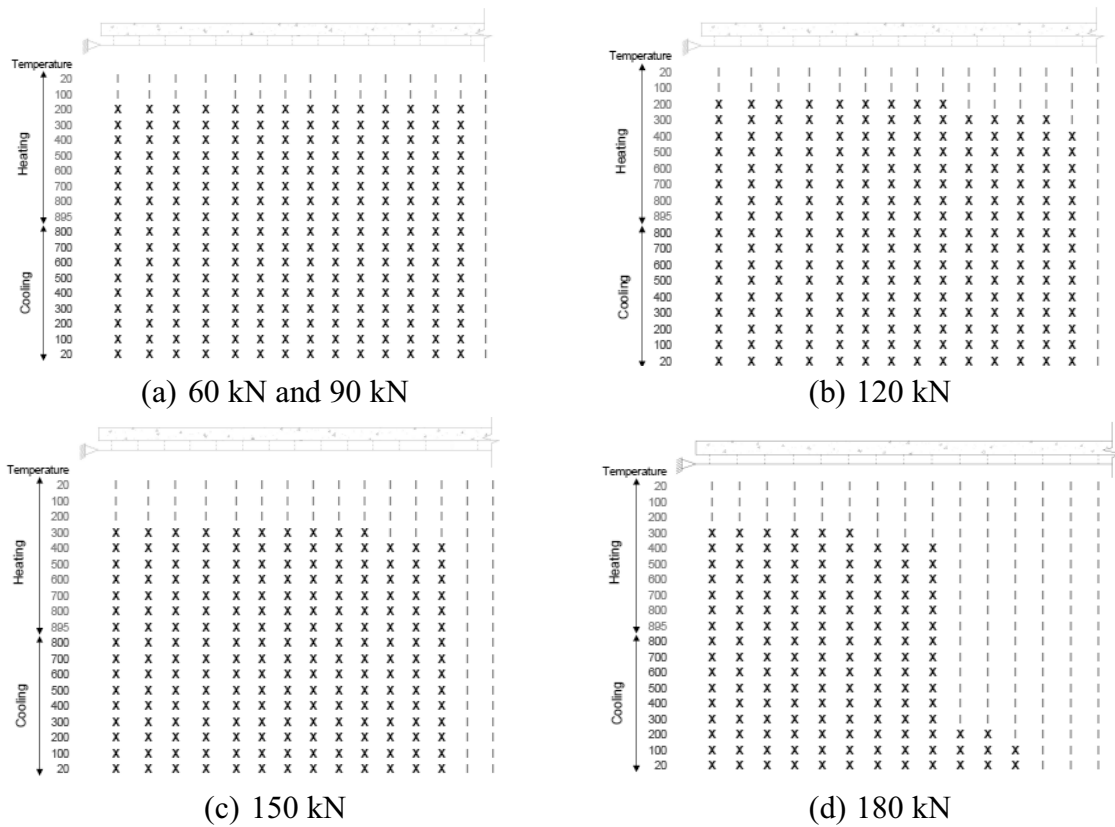 Temperature
Heating
Cooling
20 | | | | | | | | | | | | | | |
100 | | | | | | | | | | | | | | |
200 X X X X X X X X X X X X X X |
300 X X X X X X X X X X X X X X |
400 X X X X X X X X X X X X X X |
500 X X X X X X X X X X X X X X |
600 X X X X X X X X X X X X X X |
700 X X X X X X X X X X X X X X |
800 X X X X X X X X X X X X X X |
895 X X X X X X X X X X X X X X |
800 X X X X X X X X X X X X X X |
700 X X X X X X X X X X X X X X |
600 X X X X X X X X X X X X X X |
500 X X X X X X X X X X X X X X |
400 X X X X X X X X X X X X X X |
300 X X X X X X X X X X X X X X |
200 X X X X X X X X X X X X X X |
100 X X X X X X X X X X X X X X |
20 X X X X X X X X X X X X X X |
(a) 60 kN and 90 kN
Temperature
Heating
Cooling
20 | | | | | | | | | | | | | | |
100 | | | | | | | | | | | | | | |
200 X X X X X X X X X | | | | | |
300 X X X X X X X X X X X X X | |
400 X X X X X X X X X X X X X X |
500 X X X X X X X X X X X X X X |
600 X X X X X X X X X X X X X X |
700 X X X X X X X X X X X X X X |
800 X X X X X X X X X X X X X X |
895 X X X X X X X X X X X X X X |
800 X X X X X X X X X X X X X X |
700 X X X X X X X X X X X X X X |
600 X X X X X X X X X X X X X X |
500 X X X X X X X X X X X X X X |
400 X X X X X X X X X X X X X X |
300 X X X X X X X X X X X X X X |
200 X X X X X X X X X X X X X X |
100 X X X X X X X X X X X X X X |
20 X X X X X X X X X X X X X X |
(b) 120 kN
Temperature
Heating
Cooling
20 | | | | | | | | | | | | | | |
100 | | | | | | | | | | | | | | |
200 | | | | | | | | | | | | | | |
300 X X X X X X X X X X | | | | |
400 X X X X X X X X X X X X X | |
500 X X X X X X X X X X X X X | |
600 X X X X X X X X X X X X X | |
700 X X X X X X X X X X X X X | |
800 X X X X X X X X X X X X X | |
895 X X X X X X X X X X X X X | |
800 X X X X X X X X X X X X X | |
700 X X X X X X X X X X X X X | |
600 X X X X X X X X X X X X X | |
500 X X X X X X X X X X X X X | |
400 X X X X X X X X X X X X X | |
300 X X X X X X X X X X X X X | |
200 X X X X X X X X X X X X X | |
100 X X X X X X X X X X X X X | |
20 X X X X X X X X X X X X X | |
(c) 150 kN
Temperature
Heating
Cooling
20 | | | | | | | | | | | | | | |
100 | | | | | | | | | | | | | | |
200 | | | | | | | | | | | | | | |
300 X X X X X X | | | | | | | | |
400 X X X X X X X X X | | | | | |
500 X X X X X X X X X | | | | | |
600 X X X X X X X X X | | | | | |
700 X X X X X X X X X | | | | | |
800 X X X X X X X X X | | | | | |
895 X X X X X X X X X | | | | | |
800 X X X X X X X X X | | | | | |
700 X X X X X X X X X | | | | | |
600 X X X X X X X X X | | | | | |
500 X X X X X X X X X | | | | | |
400 X X X X X X X X X | | | | | |
300 X X X X X X X X X | | | | | |
200 X X X X X X X X X X X | | | |
100 X X X X X X X X X X X X | | |
20 X X X X X X X X X X X X | | |
(d) 180 kN